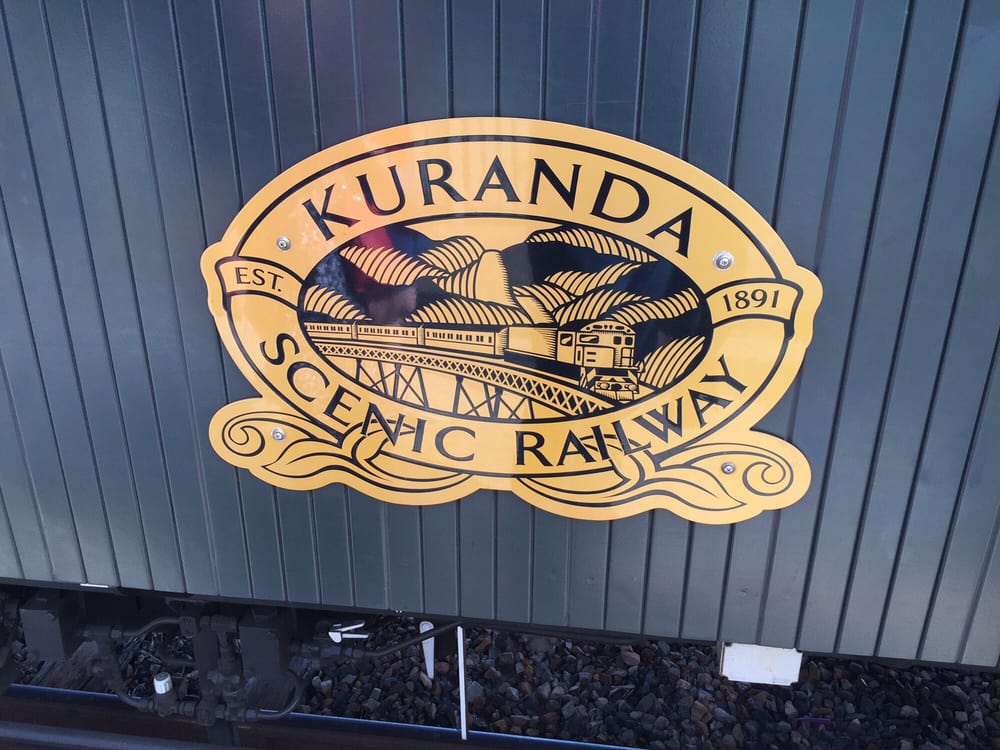 KURANDA
EST. 1891
SCENIC RAILWAY